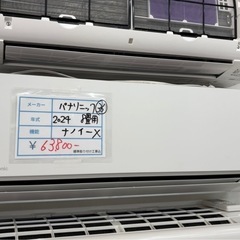 メーカー パナソニック
年式 2024 8畳用
機能 ナノイーX
¥ 63800-